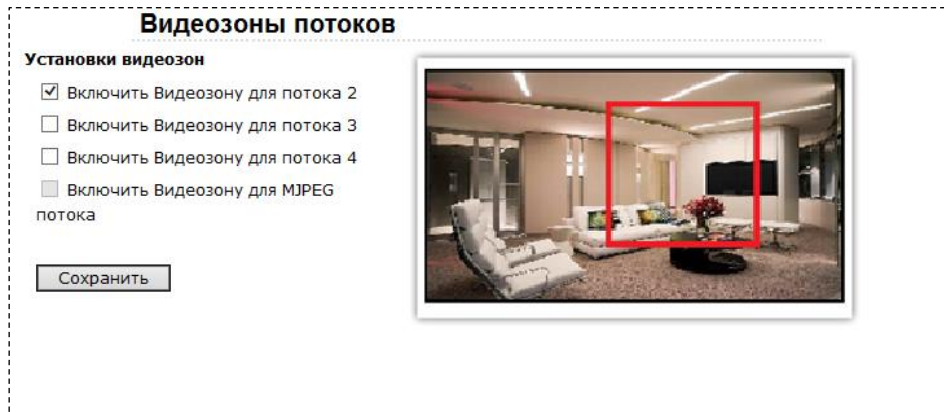 Видеозоны потоков
Установки видеозон
Включить Видеозону для потока 2
Включить Видеозону для потока 3
Включить Видеозону для потока 4
Включить Видеозону для MJPEG
потока
Сохранить